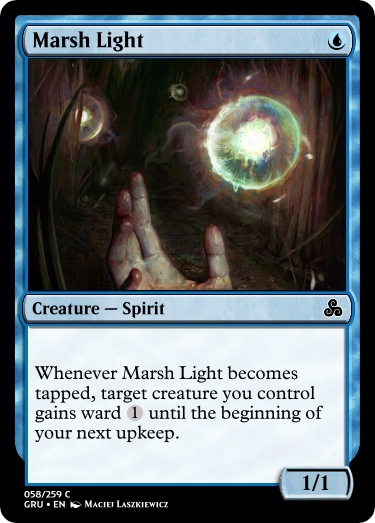 Marsh Light
Creature — Spirit
Whenever Marsh Light becomes
tapped, target creature you control
gains ward 1 until the beginning of
your next upkeep.
1/1
058/259 C
GRU • EN Maciej Laszkiewicz